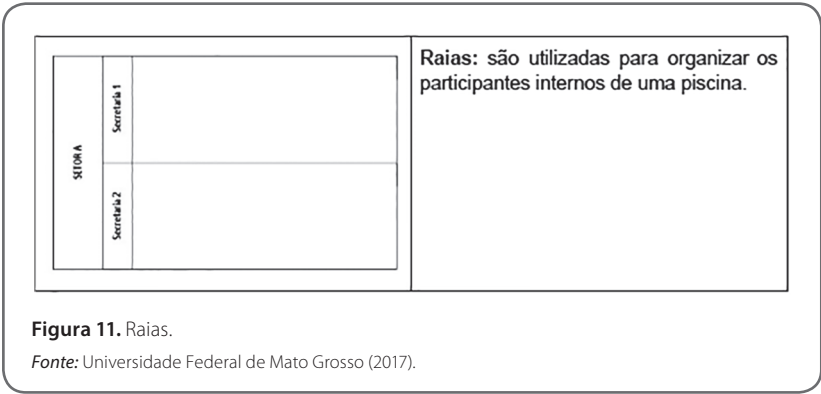 SETOR A
Secretaria 1
Secretaria 2
Raias: são utilizadas para organizar os
participantes internos de uma piscina.
Figura 11. Raias.
Fonte: Universidade Federal de Mato Grosso (2017).